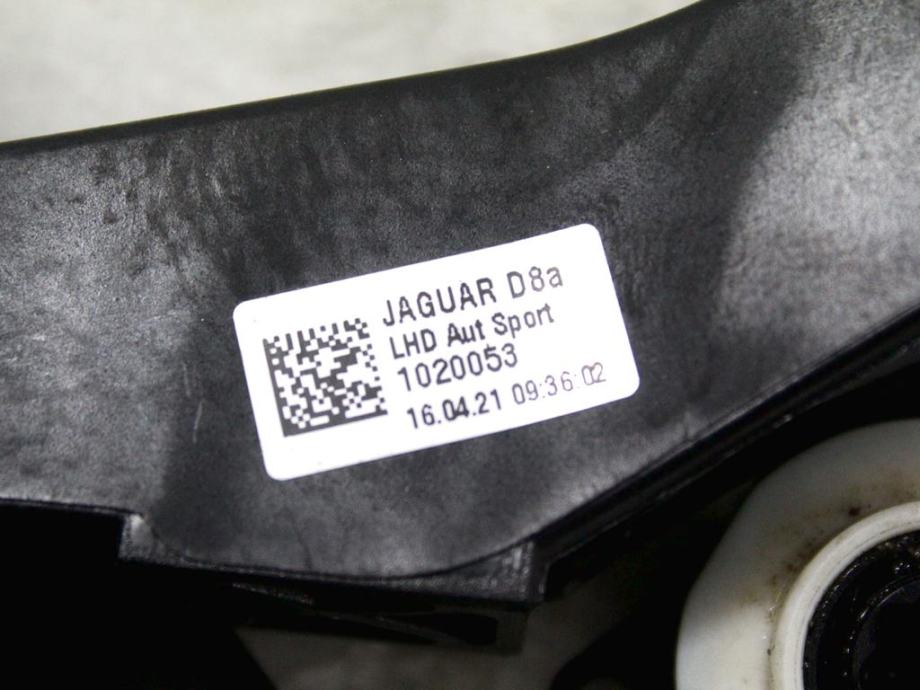 JAGUAR D8a
LHD Aut Sport
1020053
16.04.21 09:36:02